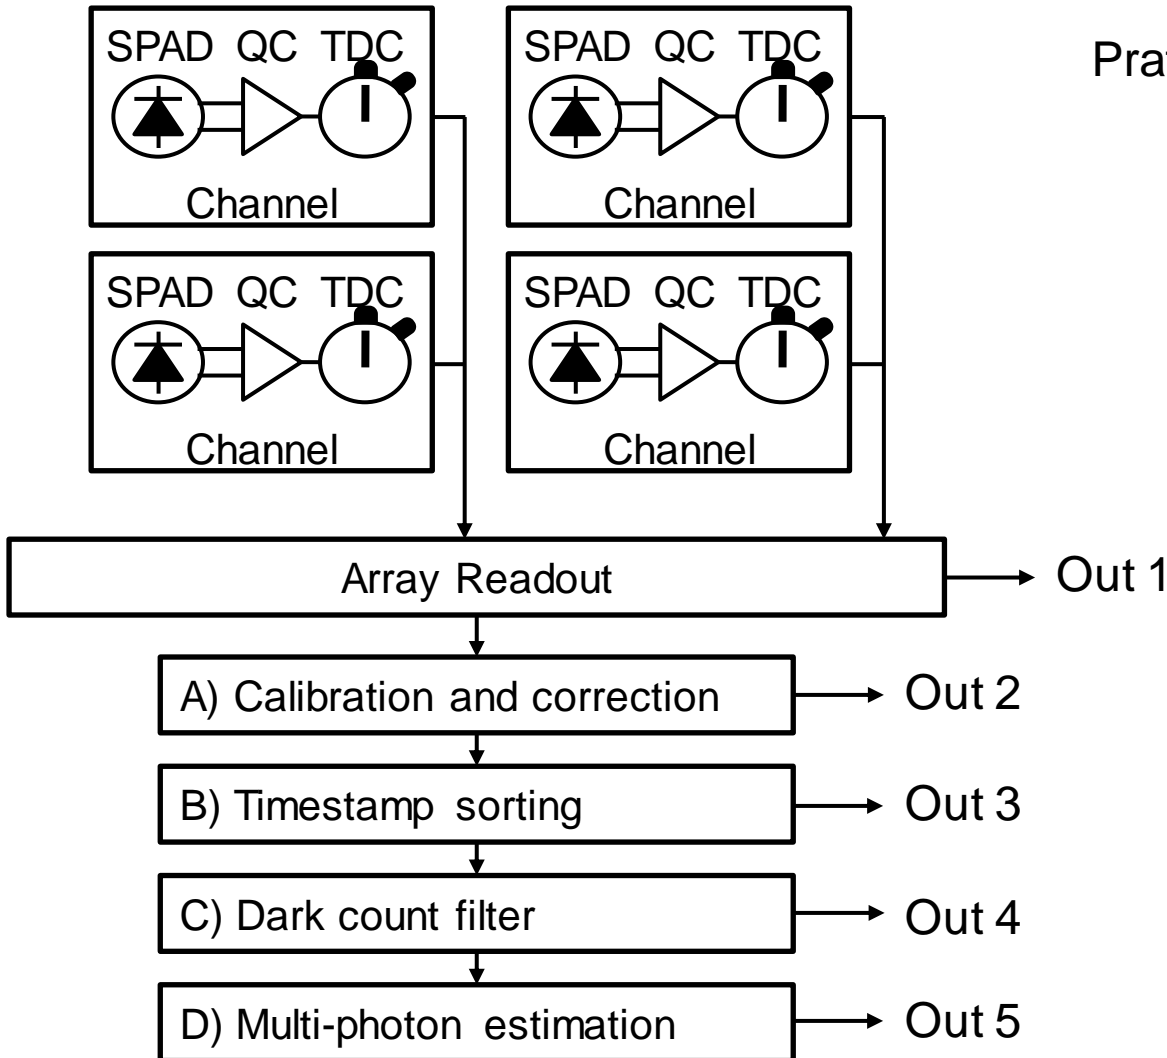 SPAD QC TDC
Channel
SPAD QC TDC
Channel
SPAD QC TDC
Channel
SPAD QC TDC
Channel
Array Readout
Out 1
A) Calibration and correction
Out 2
B) Timestamp sorting
Out 3
C) Dark count filter
Out 4
D) Multi-photon estimation
Out 5